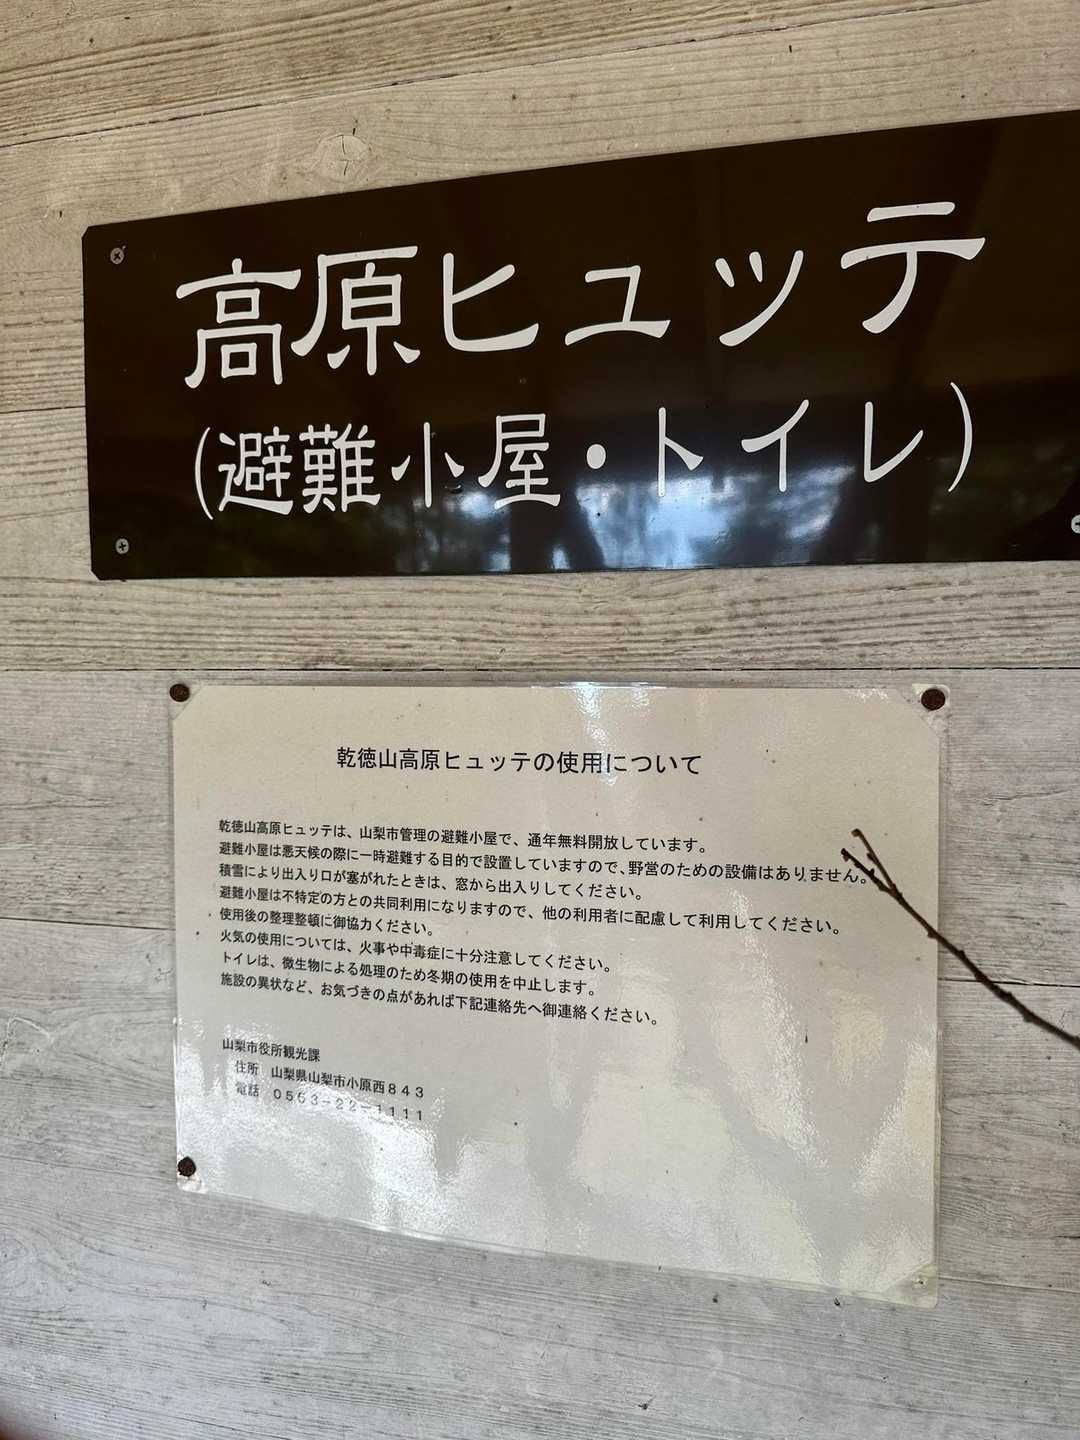 高原ヒュッテ
(避難小屋・トイレ)
乾徳山高原ヒュッテの使用について
乾徳山高原ヒュッテは、山梨市管理の避難小屋で、通年無料開放しています。
避難小屋は悪天候の際に一時避難する目的で設置していますので、野営のための設備はありません。
積雪により出入り口が塞がれたときは、窓から出入りしてください。
避難小屋は不特定の方との共同利用になりますので、他の利用者に配慮して利用してください。
使用後の整理整頓に御協力ください。
火気の使用については、火事や中毒症に十分注意してください。
トイレは、微生物による処理のため冬期の使用を中止します。
施設の異状など、お気づきの点があれば下記連絡先へ御連絡ください。
山梨市役所観光課
住所　山梨県山梨市小原西８４３
電話　０５５３－２２－１１１１